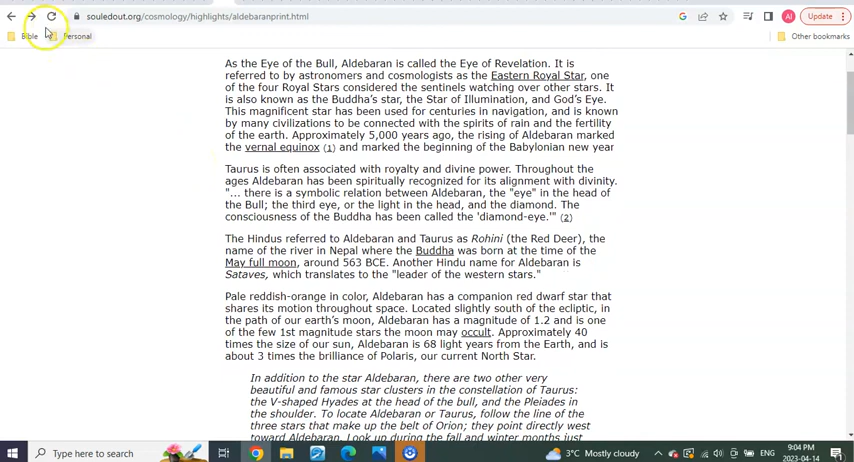 souledout.org/cosmology/highlights/aldebaranprint.html
AI
Update
Bible
Personal
Other bookmarks
As the Eye of the Bull, Aldebaran is called the Eye of Revelation. It is
referred to by astronomers and cosmologists as the Eastern Royal Star, one
of the four Royal Stars considered the sentinels watching over other stars. It
is also known as the Buddha's star, the Star of Illumination, and God's Eye.
This magnificent star has been used for centuries in navigation, and is known
by many civilizations to be connected with the spirits of rain and the fertility
of the earth. Approximately 5,000 years ago, the rising of Aldebaran marked
the vernal equinox (1) and marked the beginning of the Babylonian new year
Taurus is often associated with royalty and divine power. Throughout the
ages Aldebaran has been spiritually recognized for its alignment with divinity.
"... there is a symbolic relation between Aldebaran, the "eye" in the head of
the Bull; the third eye, or the light in the head, and the diamond. The
consciousness of the Buddha has been called the 'diamond-eye.'" (2)
The Hindus referred to Aldebaran and Taurus as Rohini (the Red Deer), the
name of the river in Nepal where the Buddha was born at the time of the
May full moon, around 563 BCE. Another Hindu name for Aldebaran is
Sataves, which translates to the "leader of the western stars."
Pale reddish-orange in color, Aldebaran has a companion red dwarf star that
shares its motion throughout space. Located slightly south of the ecliptic, in
the path of our earth's moon, Aldebaran has a magnitude of 1.2 and is one
of the few 1st magnitude stars the moon may occult. Approximately 40
times the size of our sun, Aldebaran is 68 light years from the Earth, and is
about 3 times the brilliance of Polaris, our current North Star.
In addition to the star Aldebaran, there are two other very
beautiful and famous star clusters in the constellation of Taurus:
the V-shaped Hyades at the head of the bull, and the Pleiades in
the shoulder. To locate Aldebaran or Taurus, follow the line of the
three stars that make up the belt of Orion; they point directly west
toward Aldebaran. Look up during the fall and winter months just
Type here to search
3°C Mostly cloudy
ENG
9:04 PM
2023-04-14